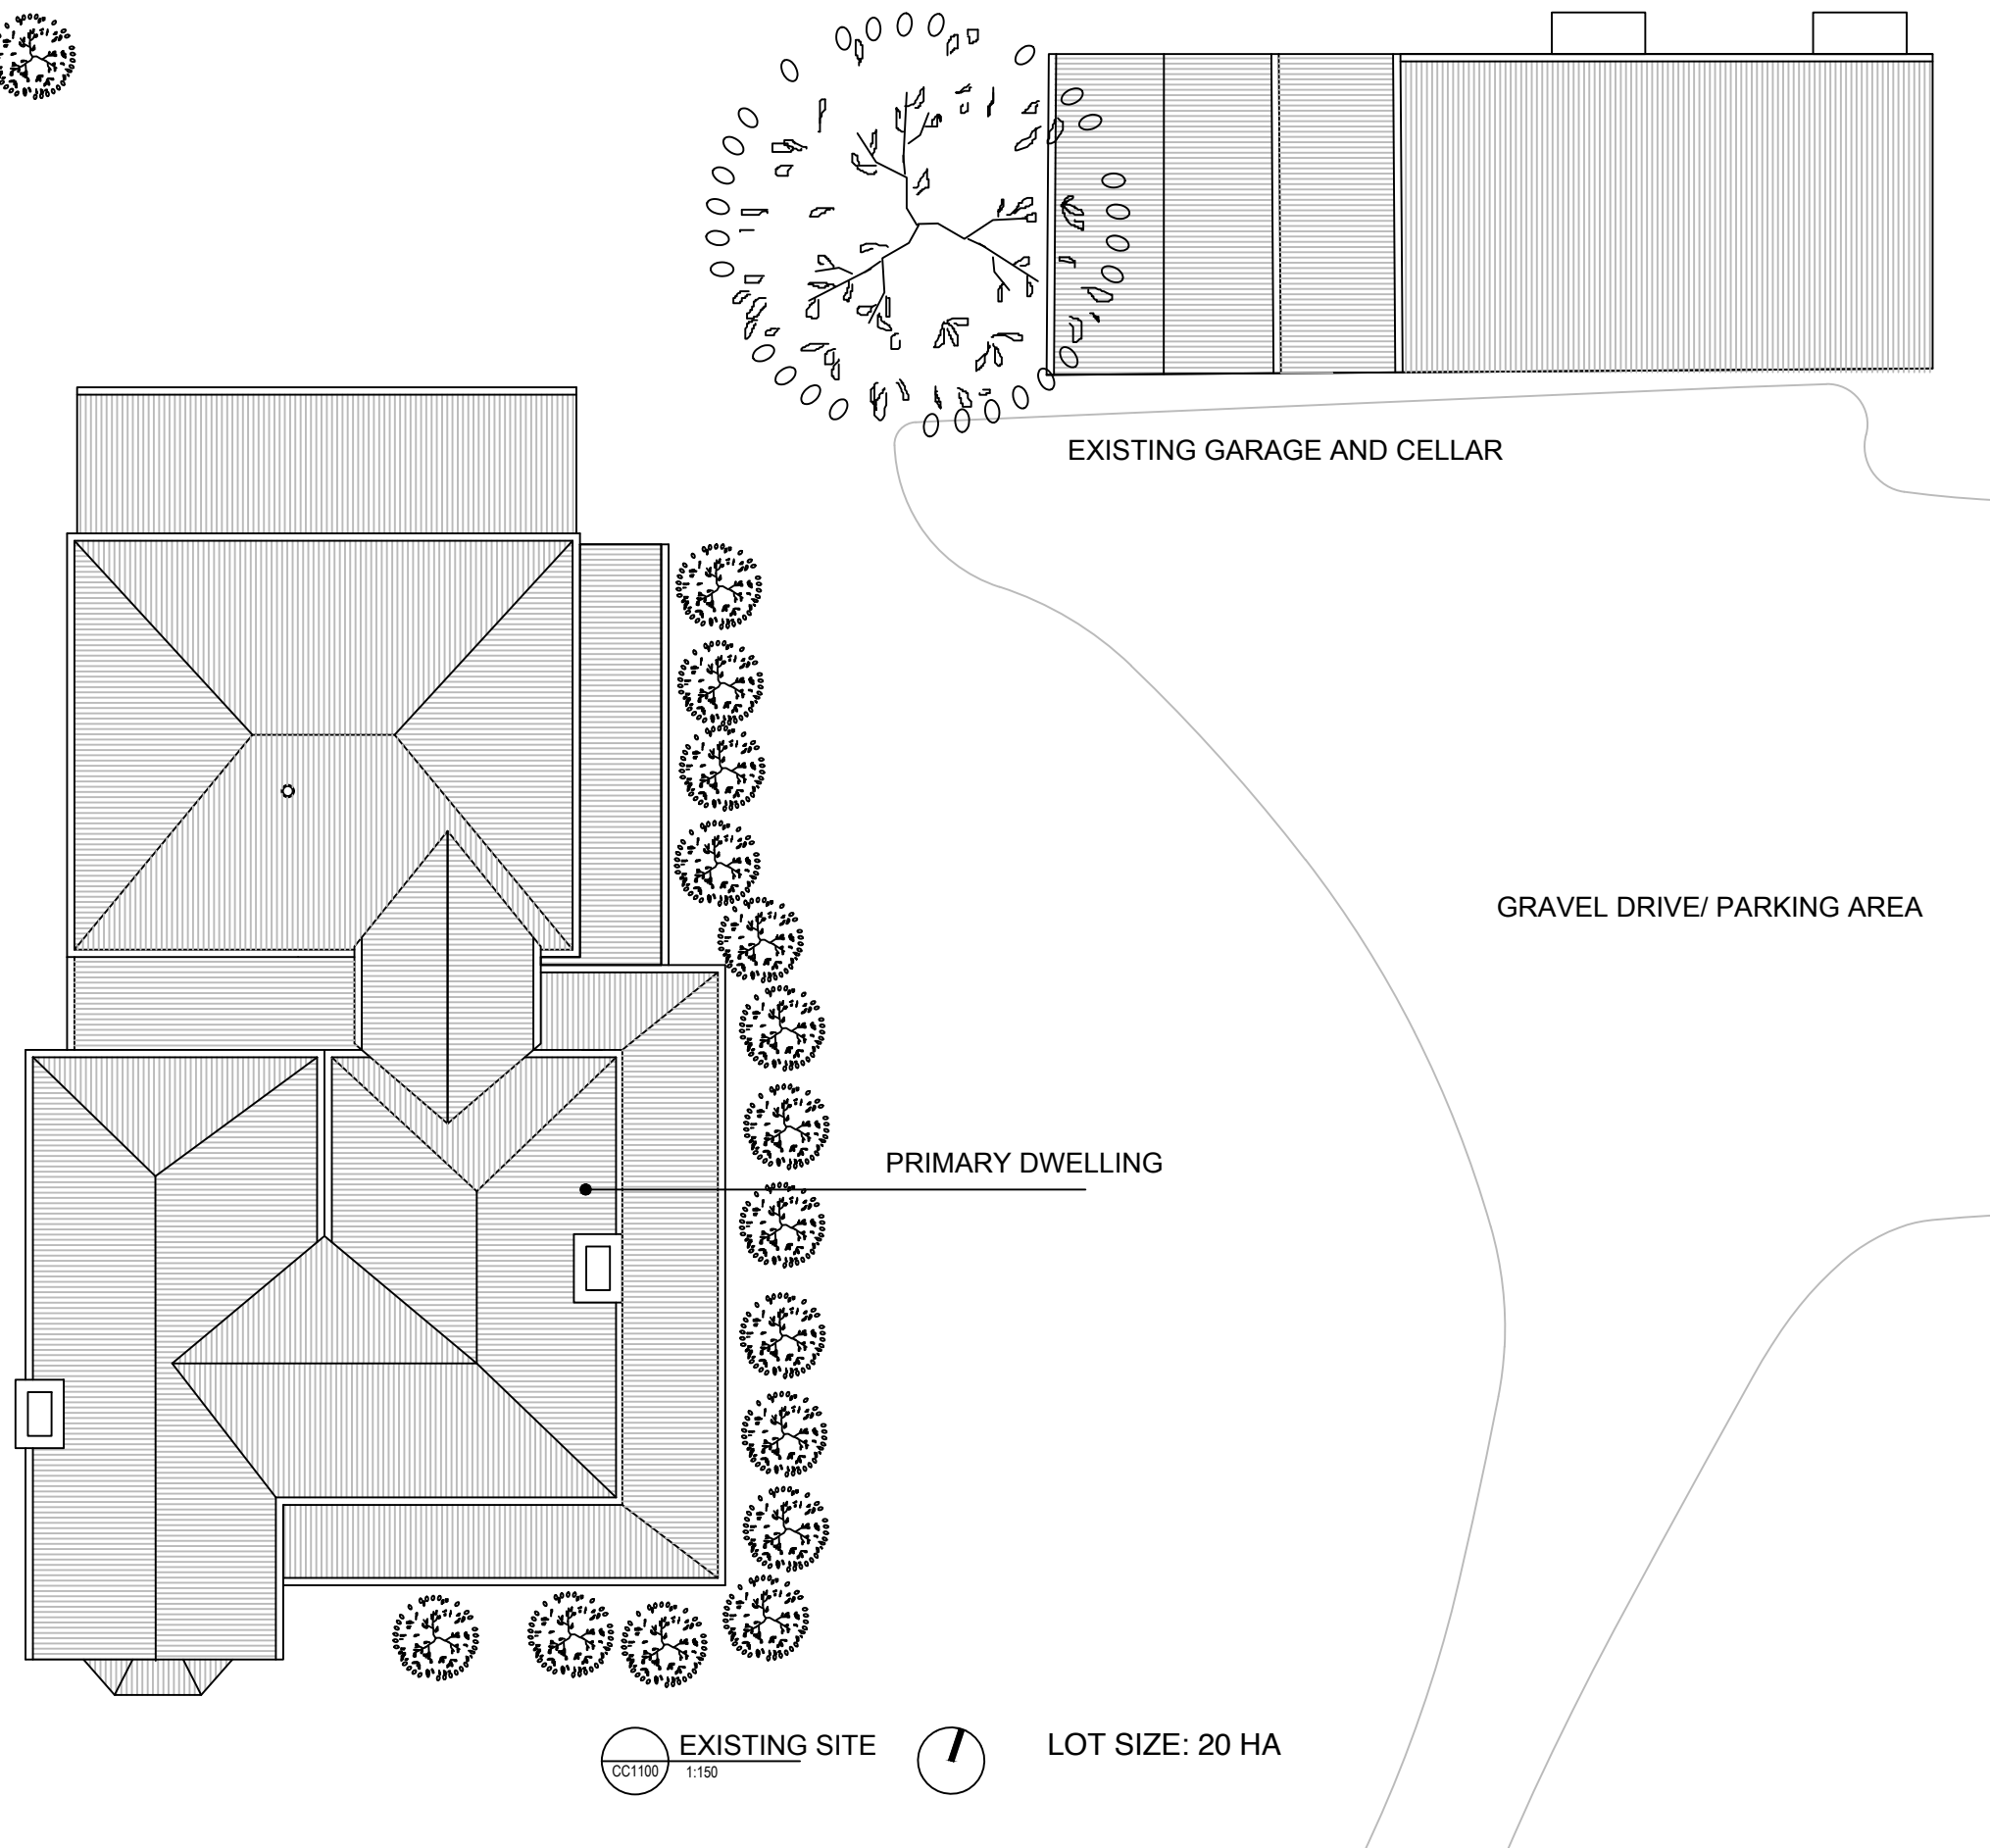 EXISTING GARAGE AND CELLAR
GRAVEL DRIVE/ PARKING AREA
PRIMARY DWELLING
EXISTING SITE
CC1100
1:150
LOT SIZE: 20 HA